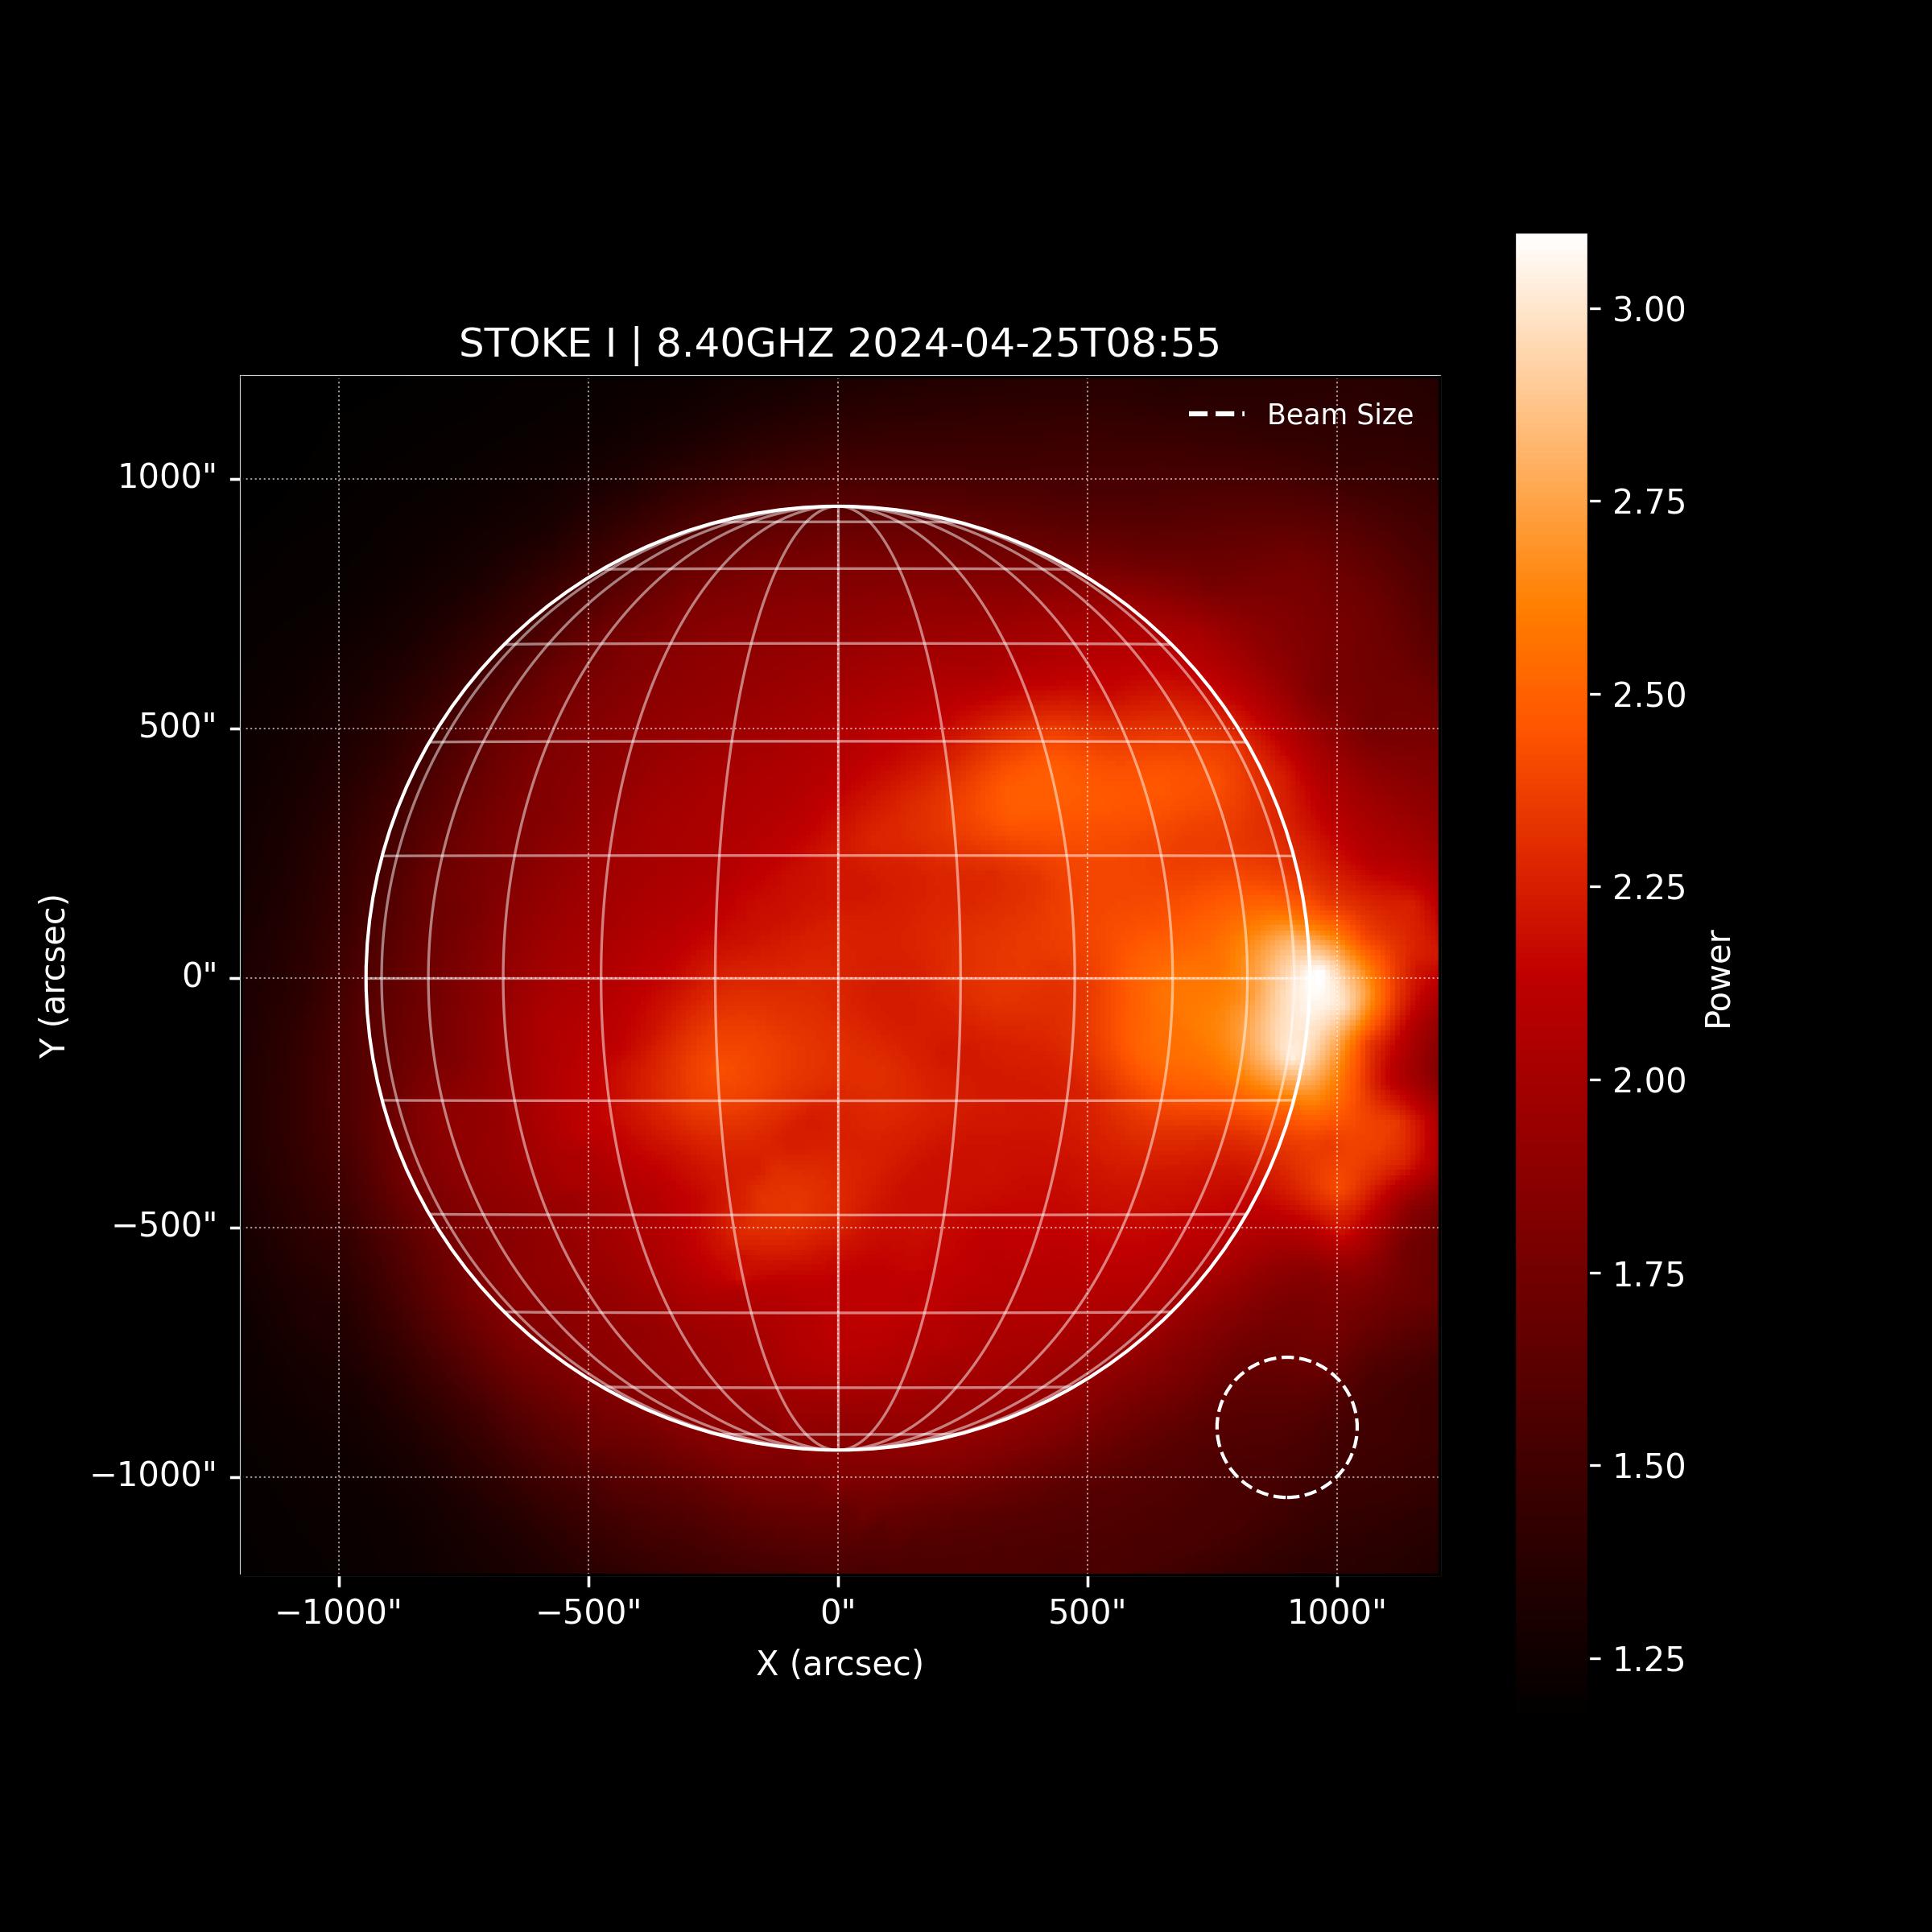 STOKE I | 8.40GHZ 2024-04-25T08:55
Beam Size
1000"
500"
0"
−500"
−1000"
Y (arcsec)
−1000" −500" 0" 500" 1000"
X (arcsec)
3.00
2.75
2.50
2.25
2.00
1.75
1.50
1.25
Power